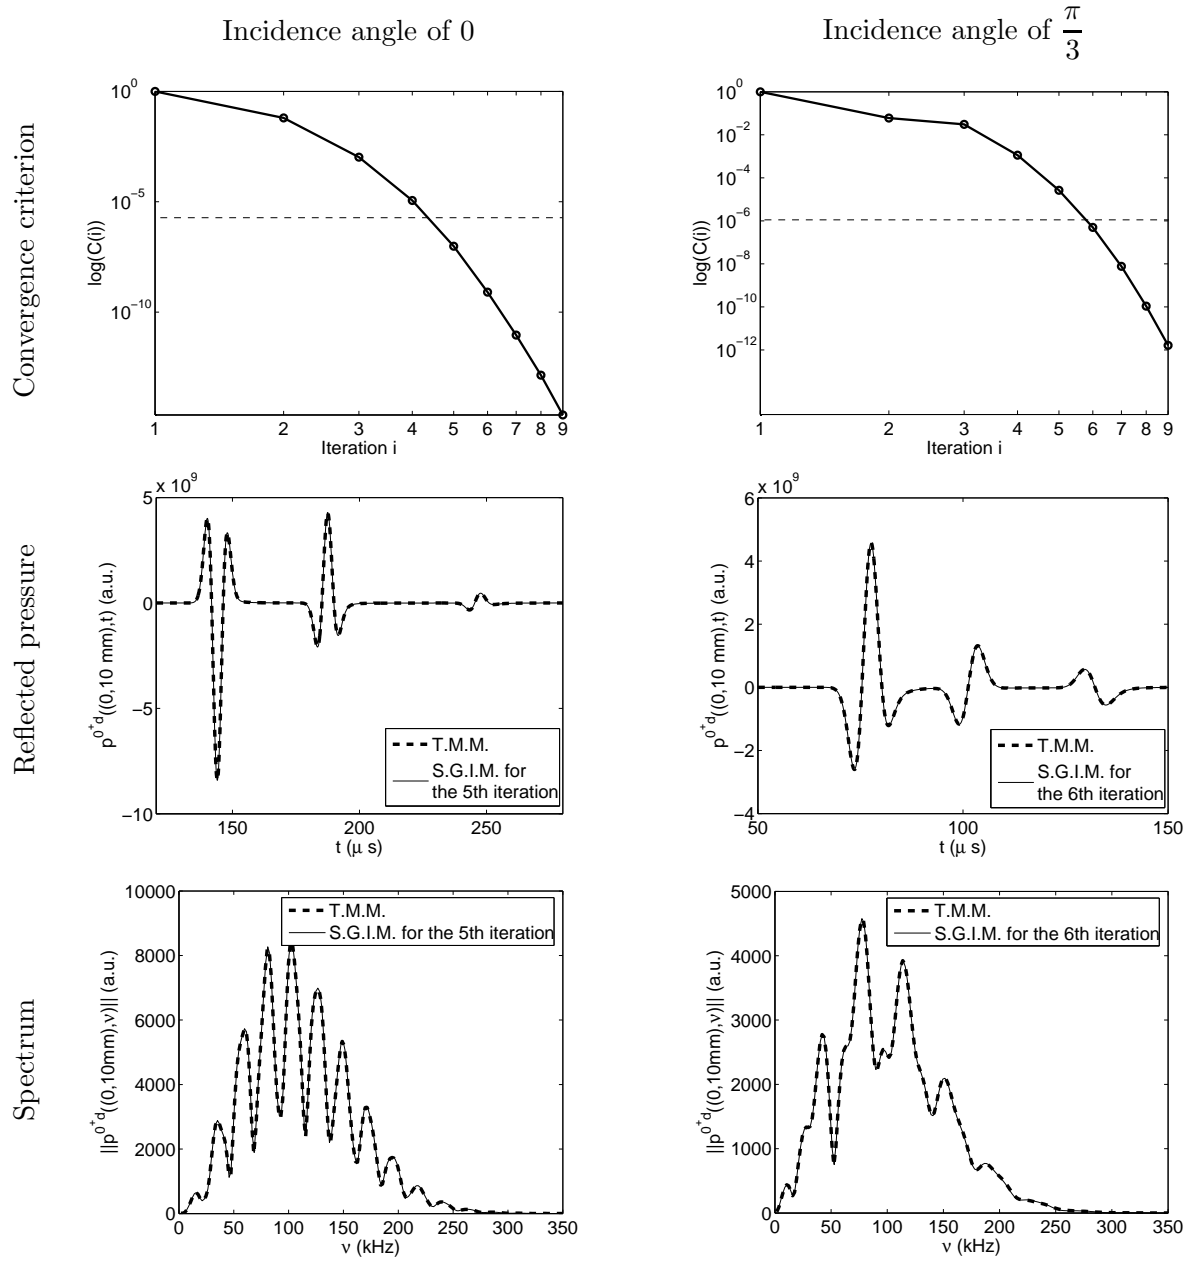 Incidence angle of 0
Incidence angle of π/3
Convergence criterion
log(C(i))
10^0
10^−5
10^−10
1 2 3 4 5 6 7 8 9
Iteration i
log(C(i))
10^0
10^−2
10^−4
10^−6
10^−8
10^−10
10^−12
1 2 3 4 5 6 7 8 9
Iteration i
Reflected pressure
p^0+d((0,10 mm),t) (a.u.)
x 10^9
5
0
−5
−10
150 200 250
t (μ s)
T.M.M.
S.G.I.M. for
the 5th iteration
p^0+d((0,10 mm),t) (a.u.)
x 10^9
6
4
2
0
−2
−4
50 100 150
t (μ s)
T.M.M.
S.G.I.M. for
the 6th iteration
Spectrum
||p^0+d((0,10mm),ν)|| (a.u.)
10000
8000
6000
4000
2000
0
0 50 100 150 200 250 300 350
ν (kHz)
T.M.M.
S.G.I.M. for the 5th iteration
||p^0+d((0,10mm),ν)|| (a.u.)
5000
4000
3000
2000
1000
0
0 50 100 150 200 250 300 350
ν (kHz)
T.M.M.
S.G.I.M. for the 6th iteration